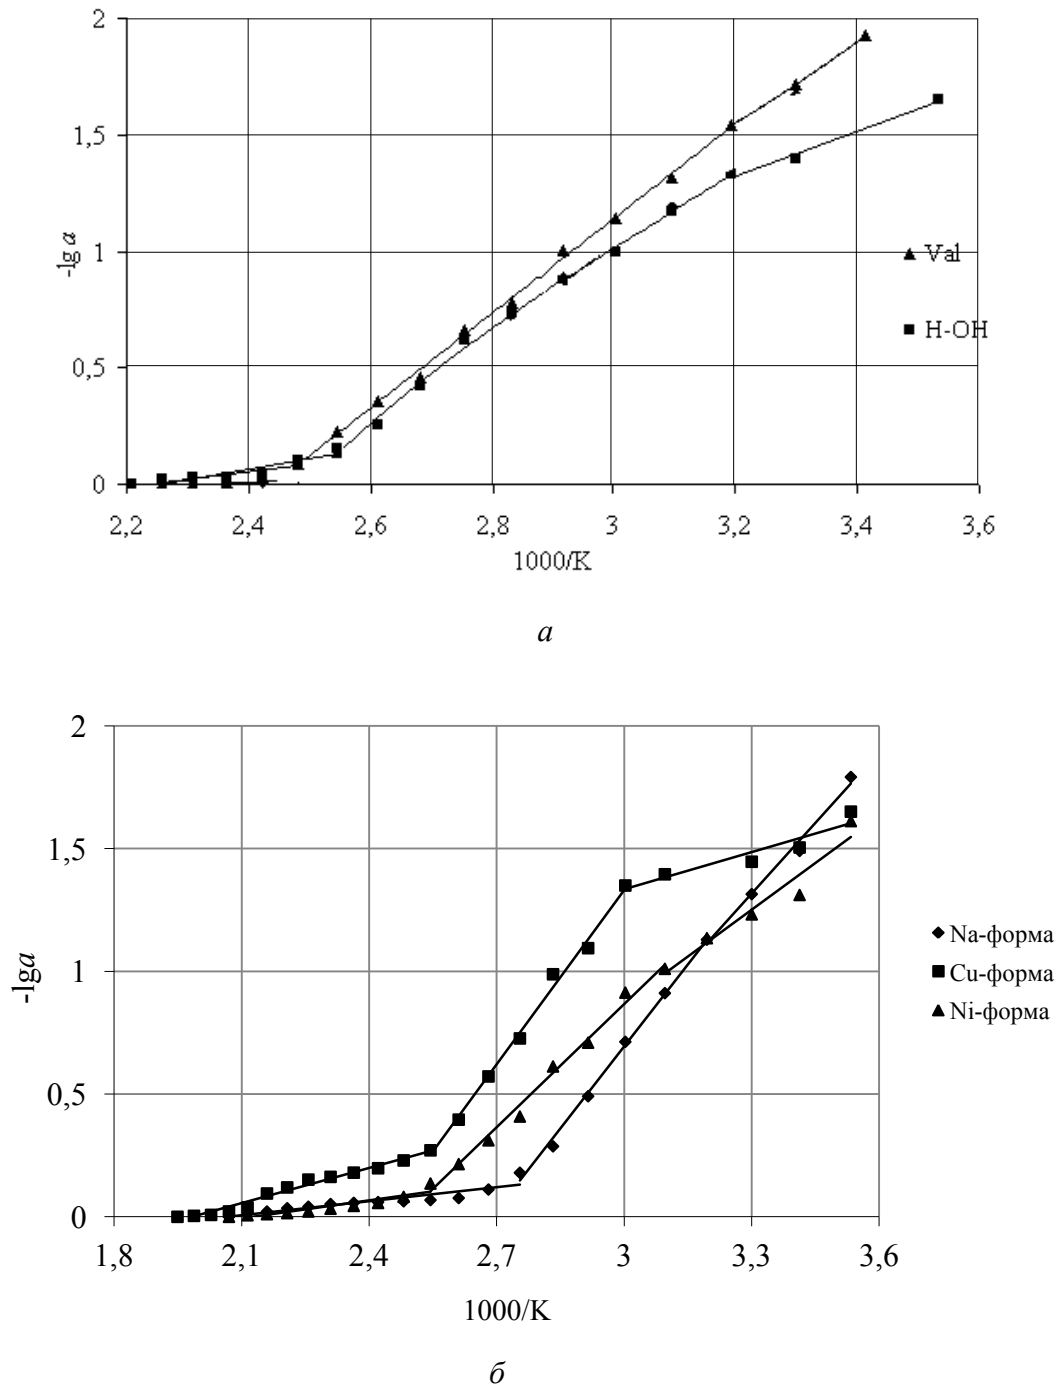 2
1,5
1
0,5
0
-lg a
2,2 2,4 2,6 2,8 3 3,2 3,4 3,6
1000/K
Val
H-OH
а
2
1,5
1
0,5
0
-lga
1,8 2,1 2,4 2,7 3 3,3 3,6
1000/K
Na-форма
Cu-форма
Ni-форма
б